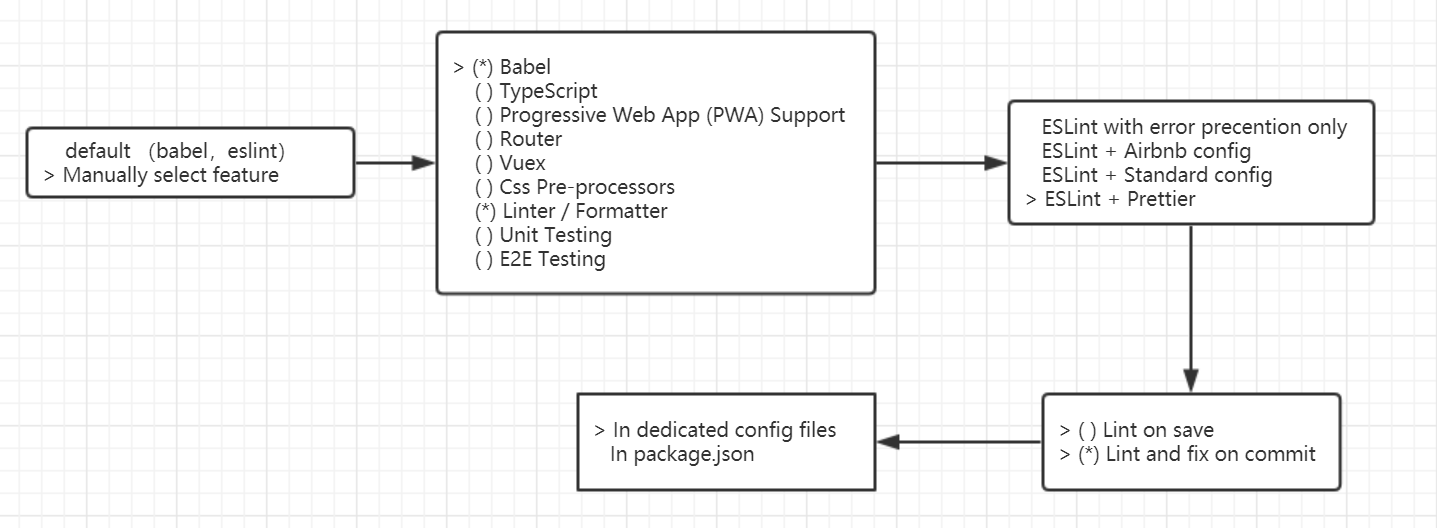 default （babel，eslint）
> Manually select feature
> (*) Babel
( ) TypeScript
( ) Progressive Web App (PWA) Support
( ) Router
( ) Vuex
( ) Css Pre-processors
(*) Linter / Formatter
( ) Unit Testing
( ) E2E Testing
ESLint with error precention only
ESLint + Airbnb config
ESLint + Standard config
> ESLint + Prettier
> ( ) Lint on save
> (*) Lint and fix on commit
> In dedicated config files
In package.json